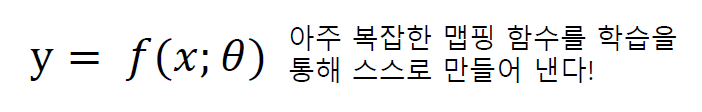 y = f(x; θ)
아주 복잡한 맵핑 함수를 학습을
통해 스스로 만들어 낸다!